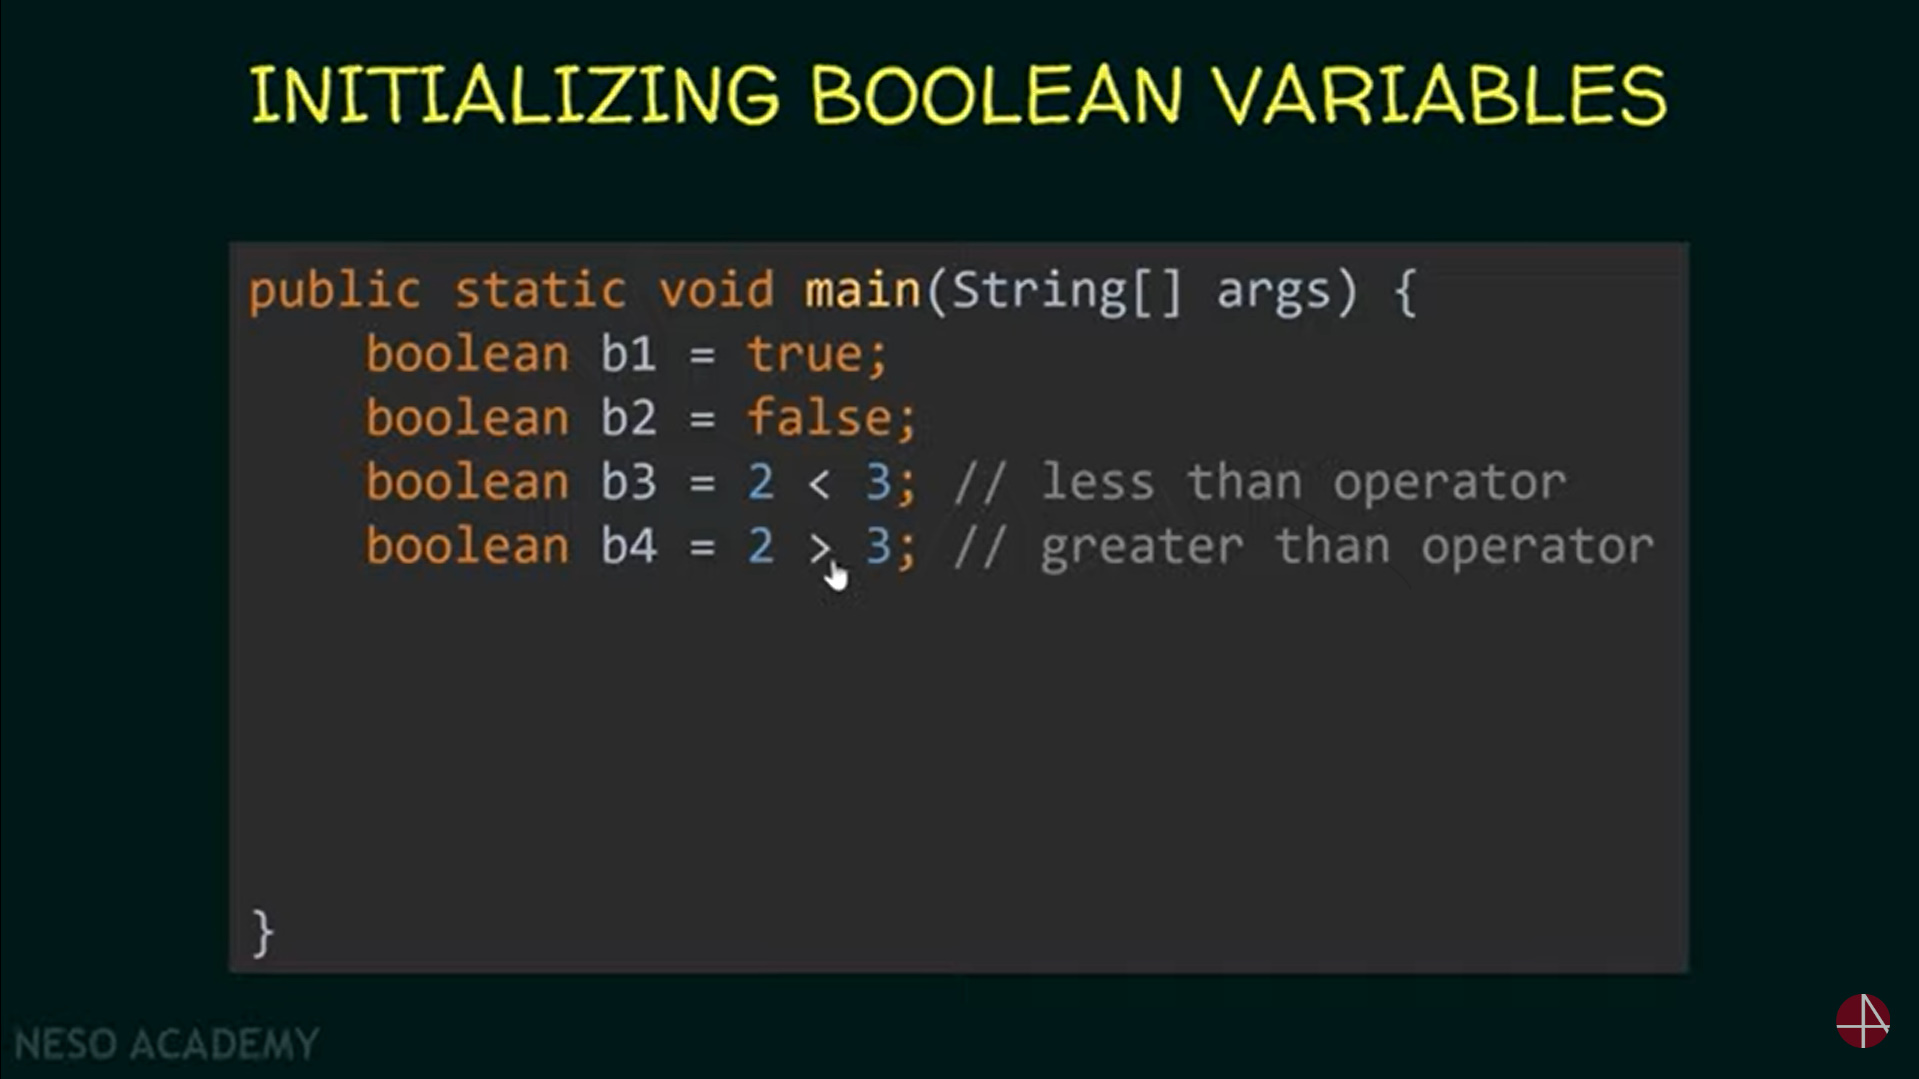 INITIALIZING BOOLEAN VARIABLES
public static void main(String[] args) {
    boolean b1 = true;
    boolean b2 = false;
    boolean b3 = 2 < 3; // less than operator
    boolean b4 = 2 > 3; // greater than operator
}
NESO ACADEMY